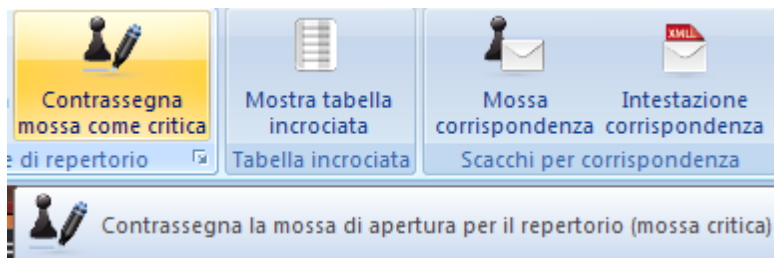 Contrassegna
mossa come critica
Mostra tabella
incrociata
Mossa
corrispondenza
XML
Intestazione
corrispondenza
di repertorio
Tabella incrociata
Scacchi per corrispondenza
Contrassegna la mossa di apertura per il repertorio (mossa critica)